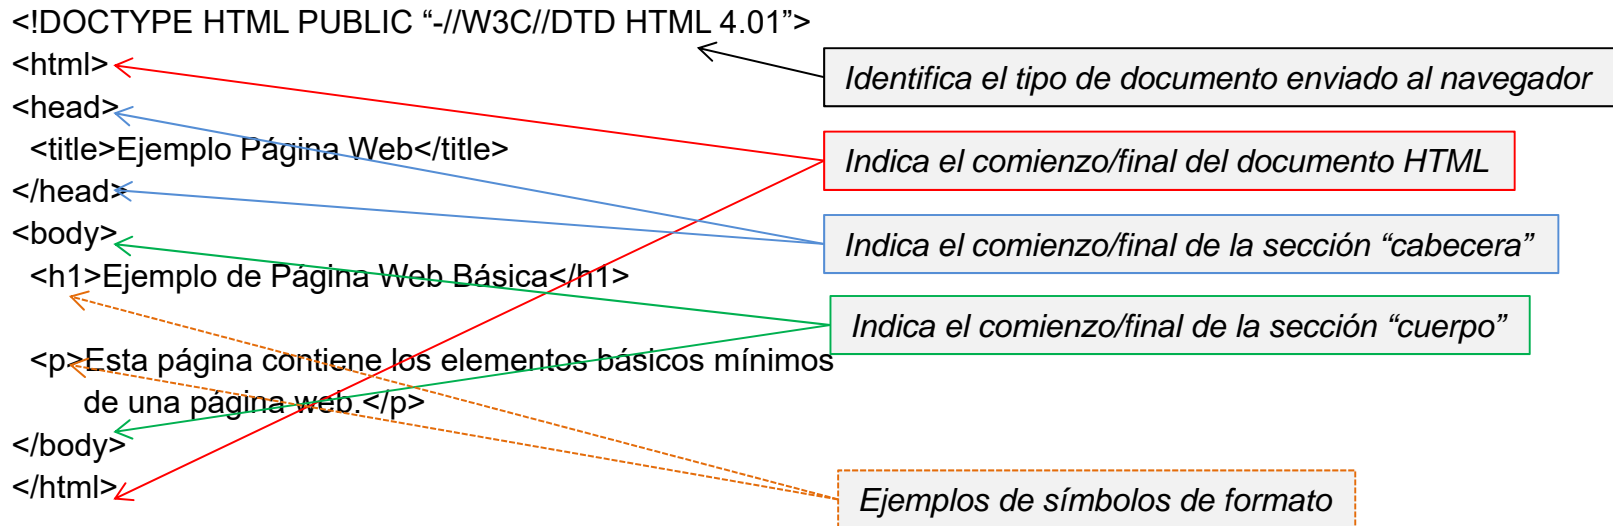 <!DOCTYPE HTML PUBLIC “-//W3C//DTD HTML 4.01”>
<html>
<head>
<title>Ejemplo Página Web</title>
</head>
<body>
<h1>Ejemplo de Página Web Básica</h1>
<p>Esta página contiene los elementos básicos mínimos
de una página web.</p>
</body>
</html>
Identifica el tipo de documento enviado al navegador
Indica el comienzo/final del documento HTML
Indica el comienzo/final de la sección “cabecera”
Indica el comienzo/final de la sección “cuerpo”
Ejemplos de símbolos de formato